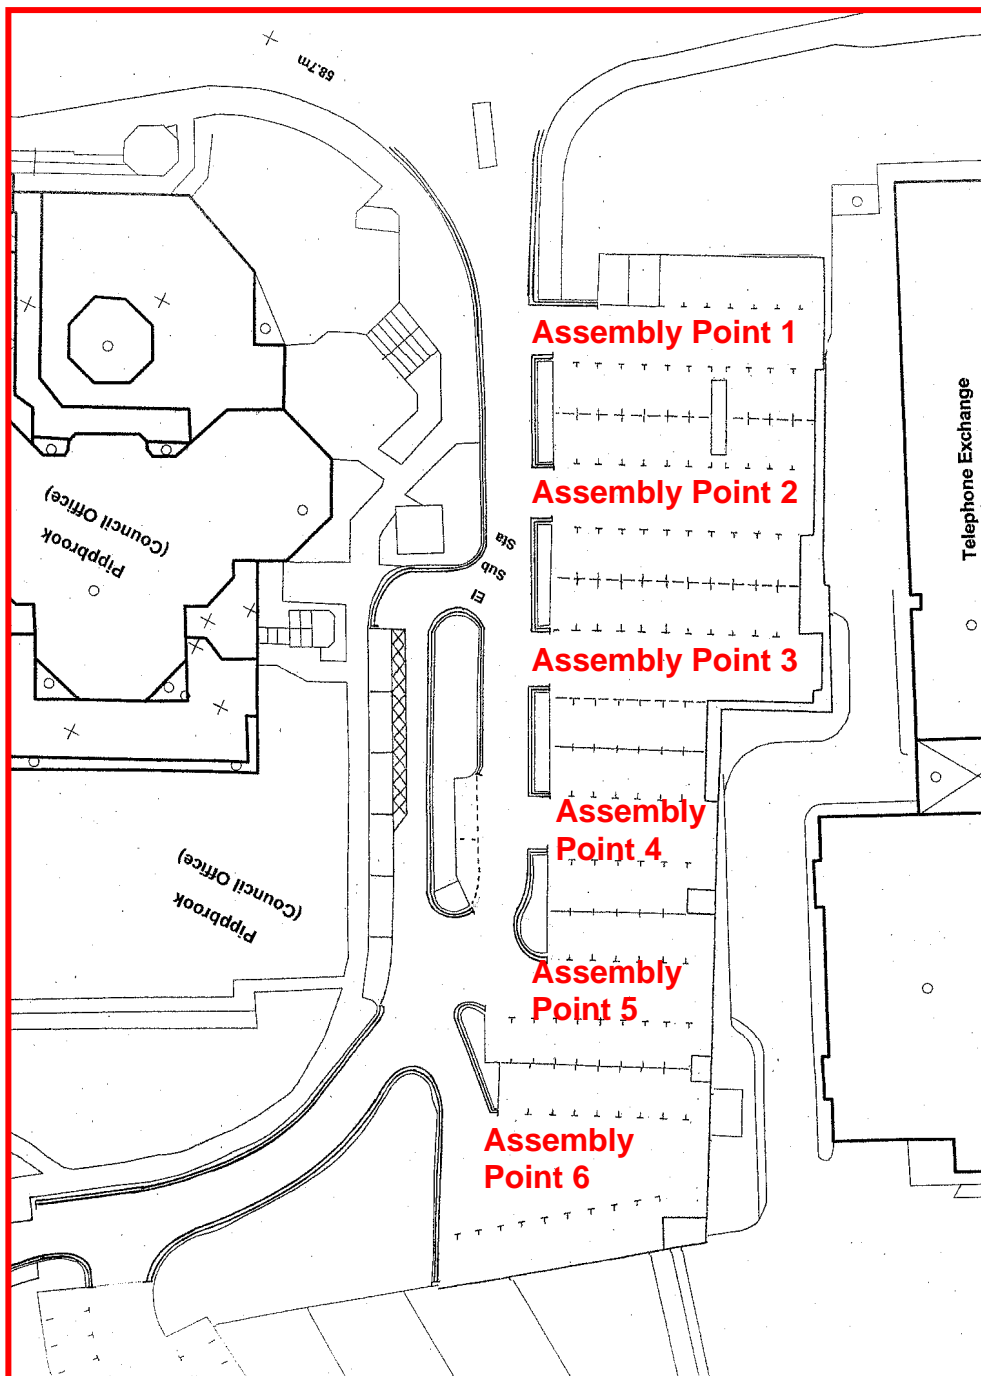 58.7m
Assembly Point 1
Telephone Exchange
Assembly Point 2
Pippbrook
(Council Office)
El
Sub
Sta
Assembly Point 3
Assembly
Point 4
Pippbrook
(Council Office)
Assembly
Point 5
Assembly
Point 6